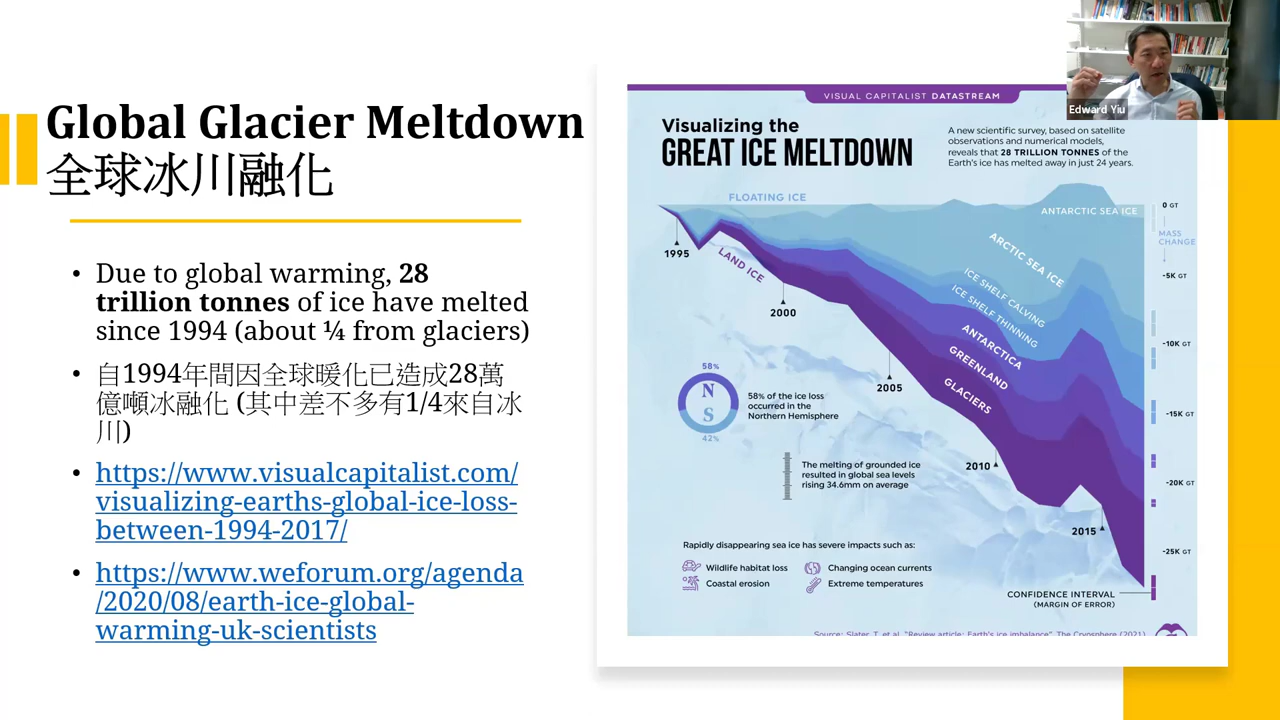 Global Glacier Meltdown
全球冰川融化
• Due to global warming, 28
trillion tonnes of ice have melted
since 1994 (about ¼ from glaciers)
• 自1994年間因全球暖化已造成28萬
億噸冰融化 (其中差不多有1/4來自冰
川)
• https://www.visualcapitalist.com/
visualizing-earths-global-ice-loss-
between-1994-2017/
• https://www.weforum.org/agenda
/2020/08/earth-ice-global-
warming-uk-scientists
VISUAL CAPITALIST DATASTREAM
Visualizing the
GREAT ICE MELTDOWN
A new scientific survey, based on satellite
observations and numerical models,
reveals that 28 TRILLION TONNES of the
Earth's ice has melted away in just 24 years.
FLOATING ICE
LAND ICE
ANTARCTIC SEA ICE
ARCTIC SEA ICE
ICE SHELF CALVING
ICE SHELF THINNING
ANTARCTICA
GREENLAND
GLACIERS
1995
2000
2005
2010
2015
0 GT
MASS
CHANGE
-5K GT
-10K GT
-15K GT
-20K GT
-25K GT
58%
N
S
42%
58% of the ice loss
occurred in the
Northern Hemisphere
The melting of grounded ice
resulted in global sea levels
rising 34.6mm on average
Rapidly disappearing sea ice has severe impacts such as:
Wildlife habitat loss
Changing ocean currents
Coastal erosion
Extreme temperatures
CONFIDENCE INTERVAL
(MARGIN OF ERROR)
Source: Slater, T. et al. "Review article: Earth's ice imbalance". The Cryosphere (2021)
Edward Yiu